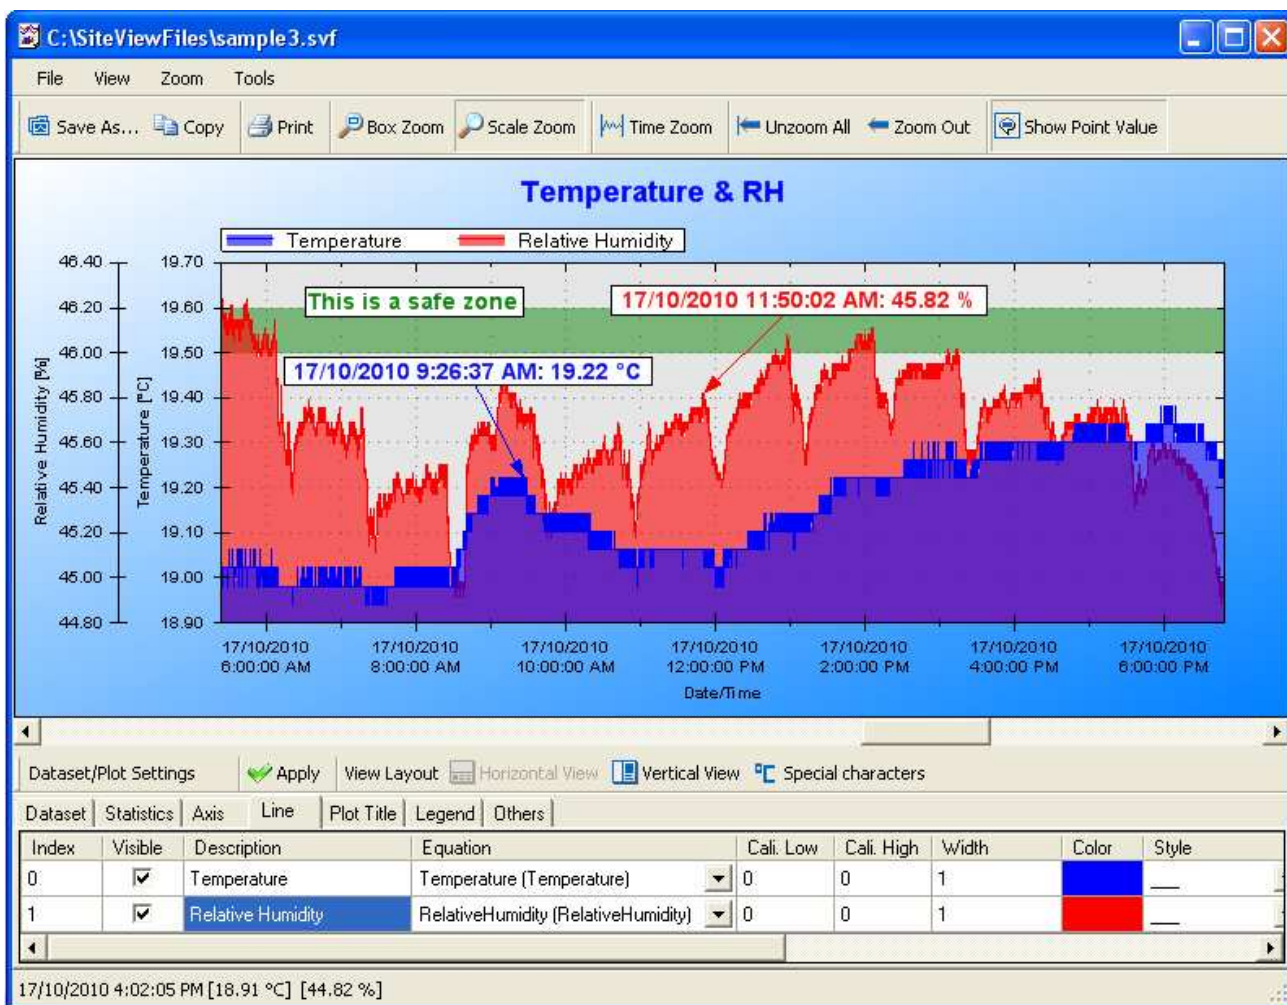 C:\SiteViewFiles\sample3.svf
File View Zoom Tools
Save As... Copy Print Box Zoom Scale Zoom Time Zoom Unzoom All Zoom Out Show Point Value
Temperature & RH
Temperature Relative Humidity
46.40 19.70
46.20 19.60
46.00 19.50
45.80 19.40
45.60 19.30
45.40 19.20
45.20 19.10
45.00 19.00
44.80 18.90
Relative Humidity [%]
Temperature [°C]
This is a safe zone
17/10/2010 11:50:02 AM: 45.82 %
17/10/2010 9:26:37 AM: 19.22 °C
17/10/2010 17/10/2010 17/10/2010 17/10/2010 17/10/2010 17/10/2010 17/10/2010
6:00:00 AM 8:00:00 AM 10:00:00 AM 12:00:00 PM 2:00:00 PM 4:00:00 PM 6:00:00 PM
Date/Time
Dataset/Plot Settings Apply View Layout Horizontal View Vertical View °C Special characters
Dataset Statistics Axis Line Plot Title Legend Others
Index Visible Description Equation Cali. Low Cali. High Width Color Style
0 Temperature Temperature (Temperature) 0 0 1
1 Relative Humidity RelativeHumidity (RelativeHumidity) 0 0 1
17/10/2010 4:02:05 PM [18.91 °C] [44.82 %]